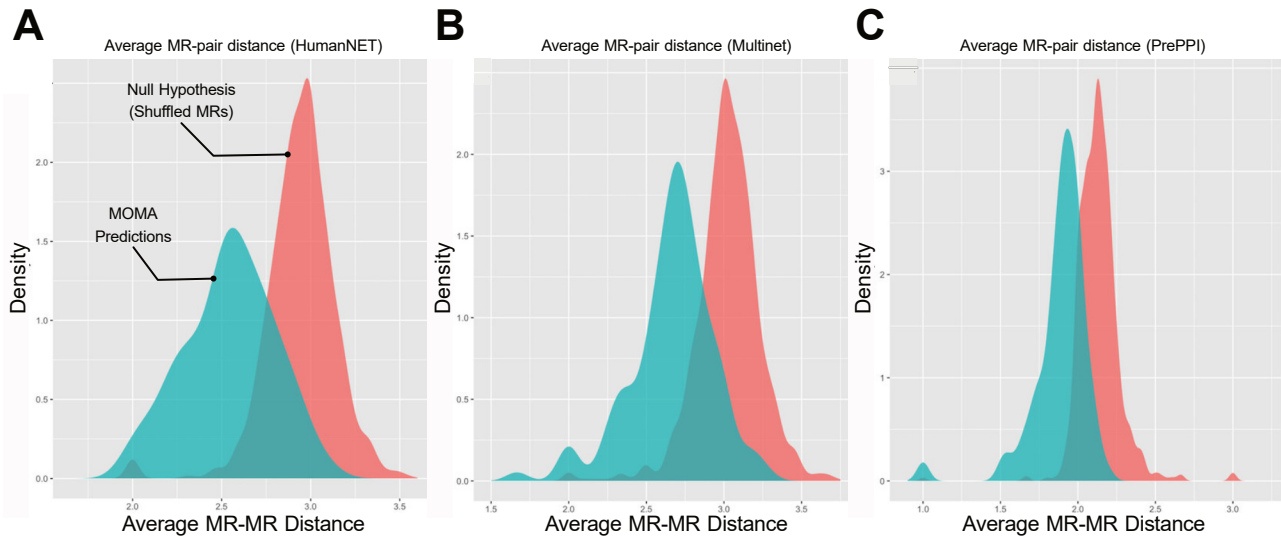 A
B
C
Average MR-pair distance (HumanNET)
Average MR-pair distance (Multinet)
Average MR-pair distance (PrePPI)
Null Hypothesis
(Shuffled MRs)
MOMA
Predictions
Density
2.0
1.5
1.0
0.5
0.0
2.0
2.5
3.0
3.5
Average MR-MR Distance
Density
2.0
1.5
1.0
0.5
0.0
1.5
2.0
2.5
3.0
3.5
Average MR-MR Distance
Density
3
2
1
0
1.0
1.5
2.0
2.5
3.0
Average MR-MR Distance